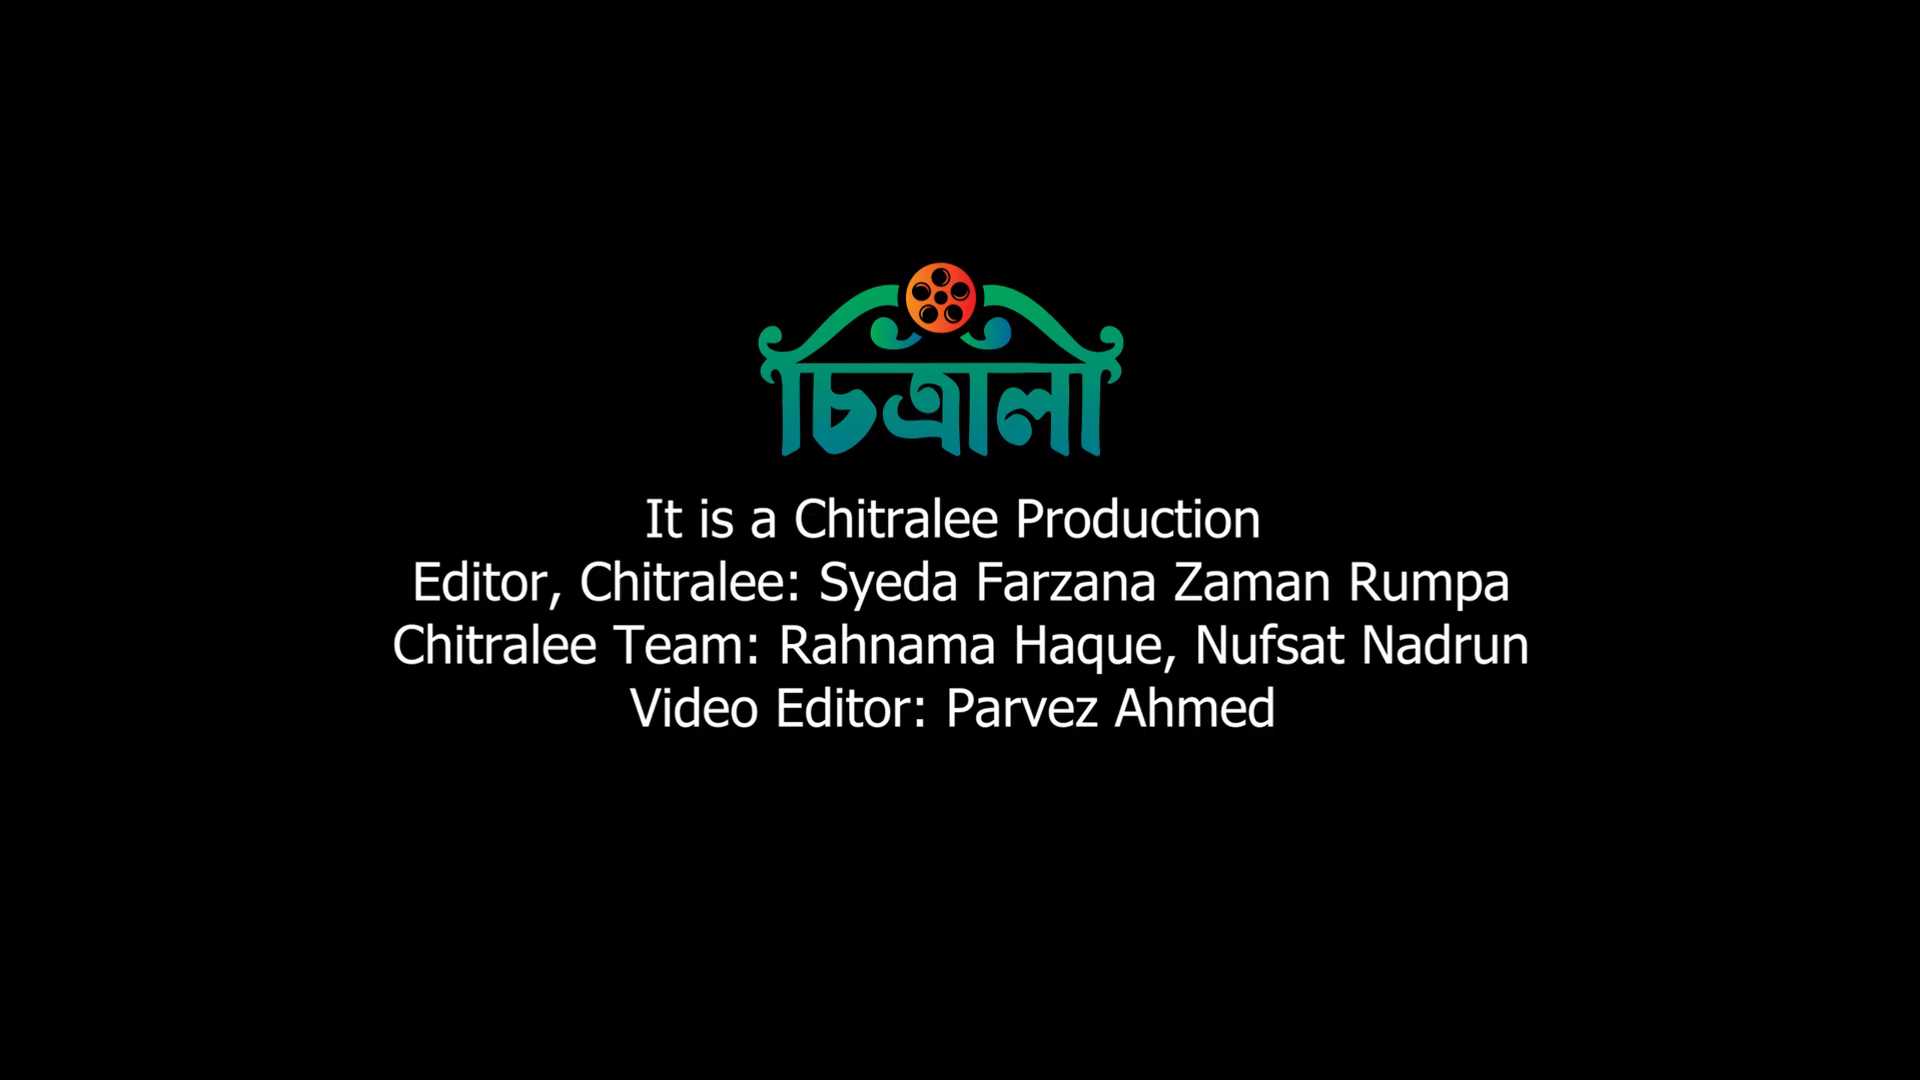 চিত্রালী
It is a Chitralee Production
Editor, Chitralee: Syeda Farzana Zaman Rumpa
Chitralee Team: Rahnama Haque, Nufsat Nadrun
Video Editor: Parvez Ahmed